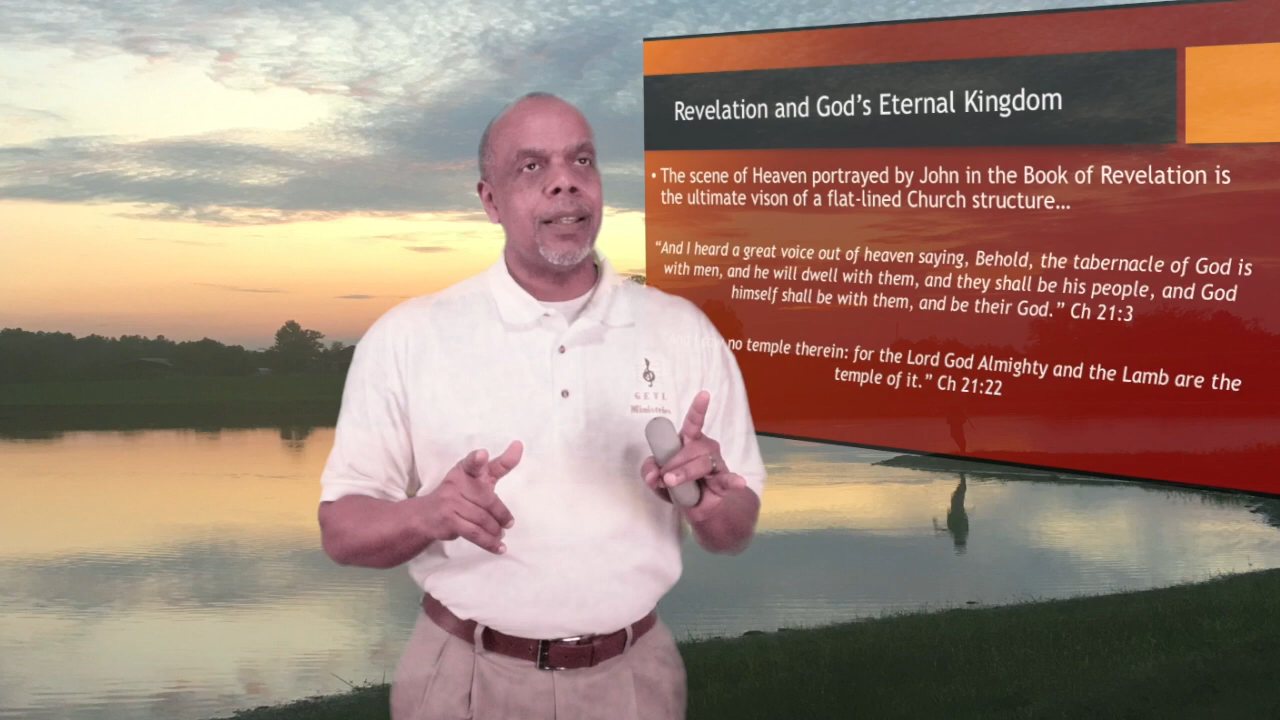 Revelation and God's Eternal Kingdom
• The scene of Heaven portrayed by John in the Book of Revelation is
the ultimate vison of a flat-lined Church structure...
"And I heard a great voice out of heaven saying, Behold, the tabernacle of God is
with men, and he will dwell with them, and they shall be his people, and God
himself shall be with them, and be their God." Ch 21:3
no temple therein: for the Lord God Almighty and the Lamb are the
temple of it." Ch 21:22
Ministries